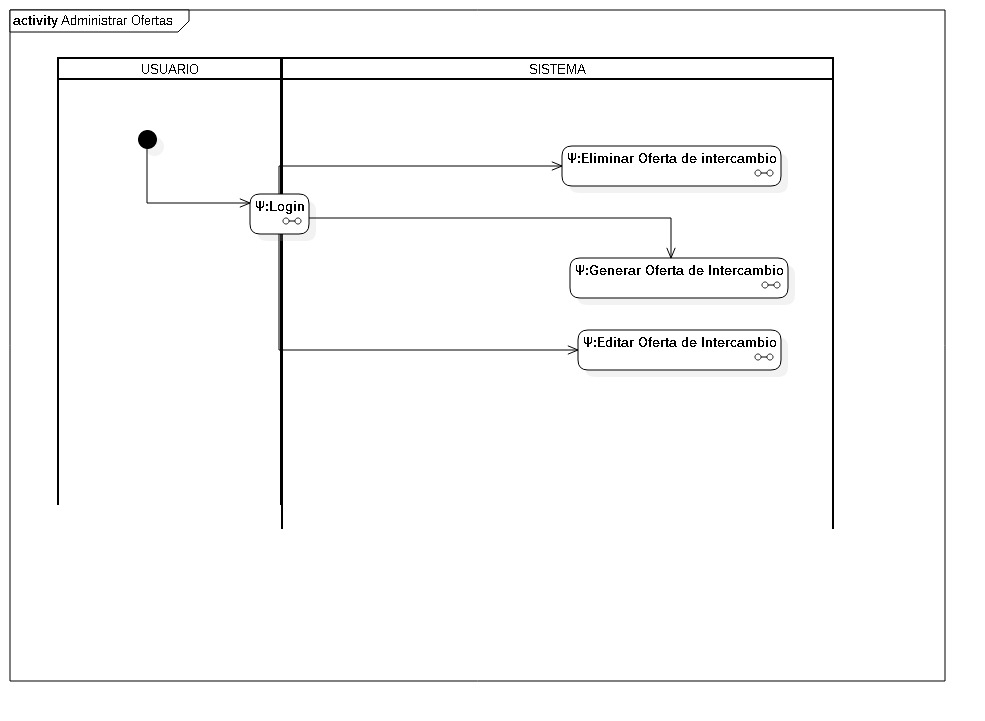 activity Administrar Ofertas
USUARIO
SISTEMA
Ψ:Eliminar Oferta de intercambio
Ψ:Login
Ψ:Generar Oferta de Intercambio
Ψ:Editar Oferta de Intercambio